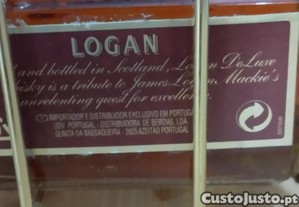 LOGAN
and bottled in Scotland, Logan De Luxe
is a tribute to James Logan Mackie's
unrelenting quest for excellence.
IMPORTADOR E DISTRIBUIDOR EXCLUSIVO EM PORTUGAL
UDV PORTUGAL - DISTRIBUIDORA DE BEBIDAS, LDA
QUINTA DA BASSAQUEIRA - 2925 AZEITÃO PORTUGAL
CustoJusto.pt